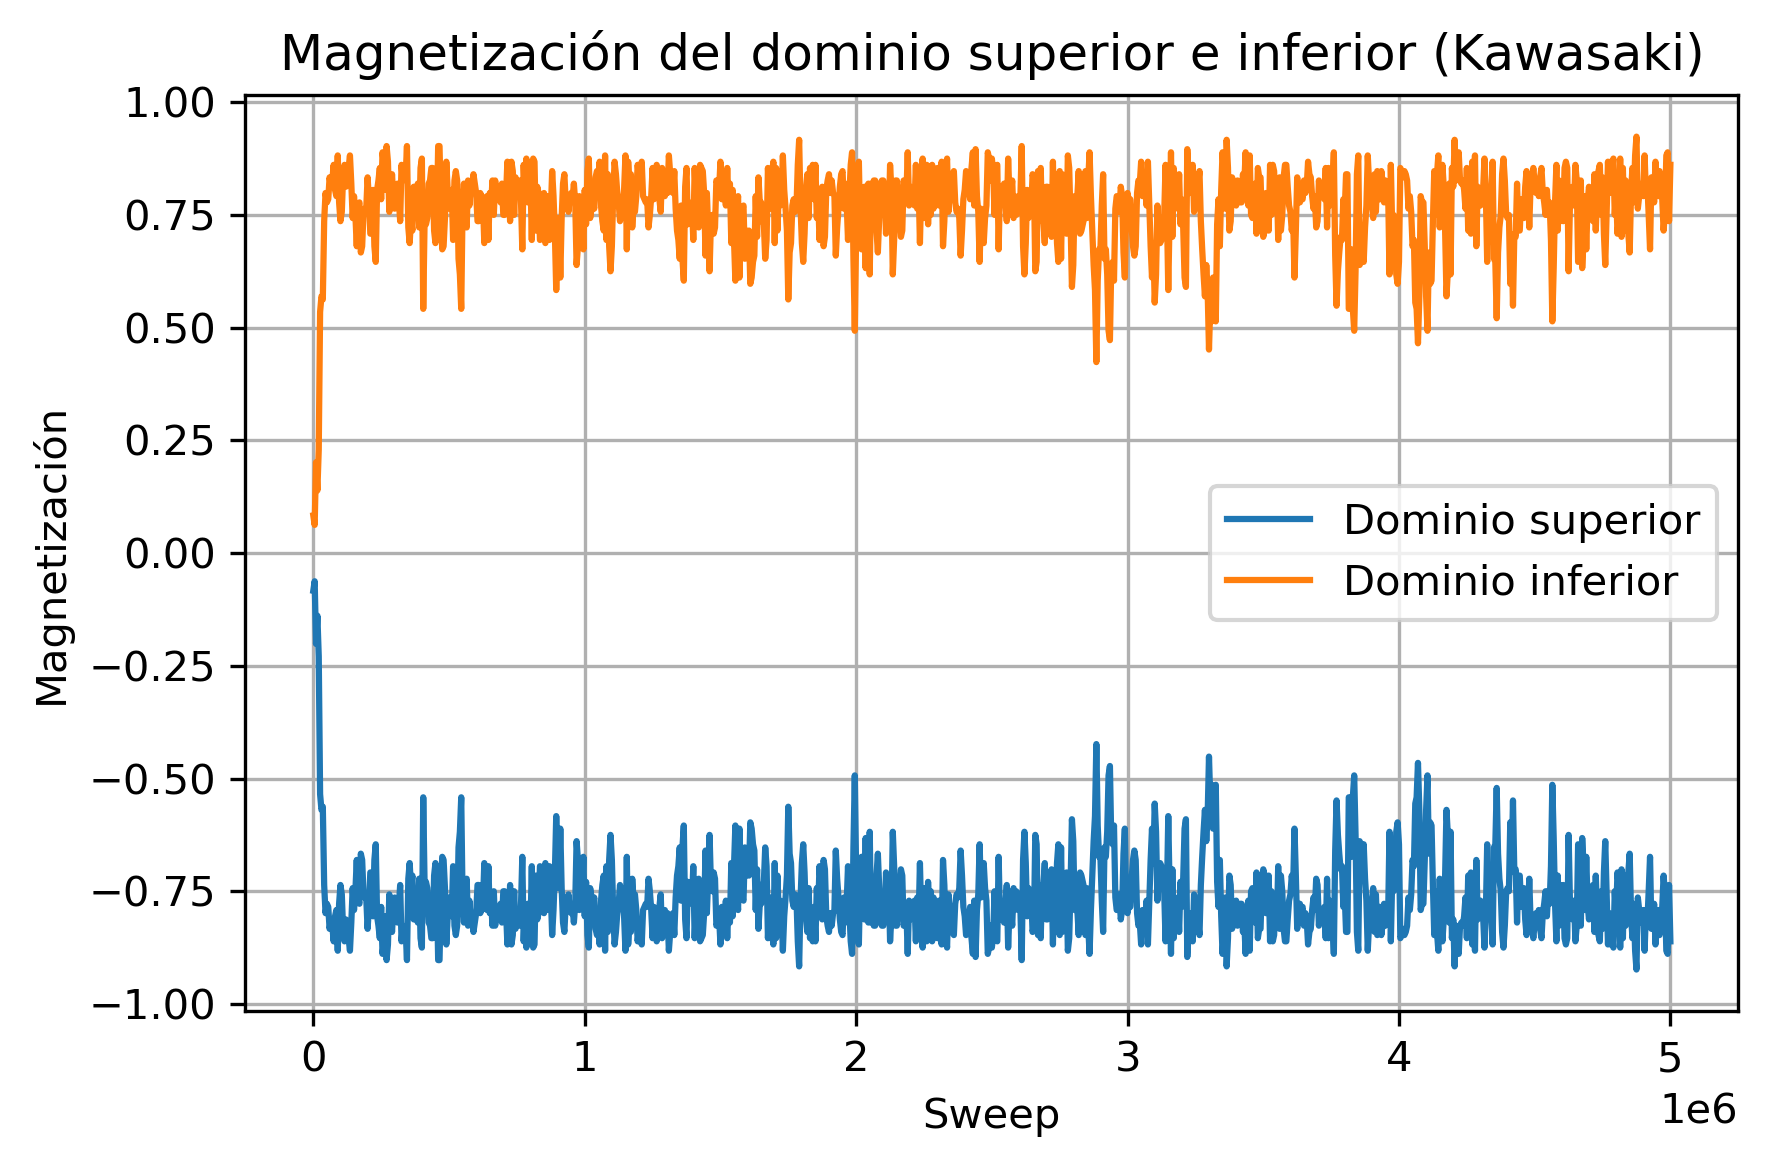 Magnetización del dominio superior e inferior (Kawasaki)
1.00
0.75
0.50
0.25
0.00
−0.25
−0.50
−0.75
−1.00
Magnetización
Dominio superior
Dominio inferior
0 1 2 3 4 5
1e6
Sweep